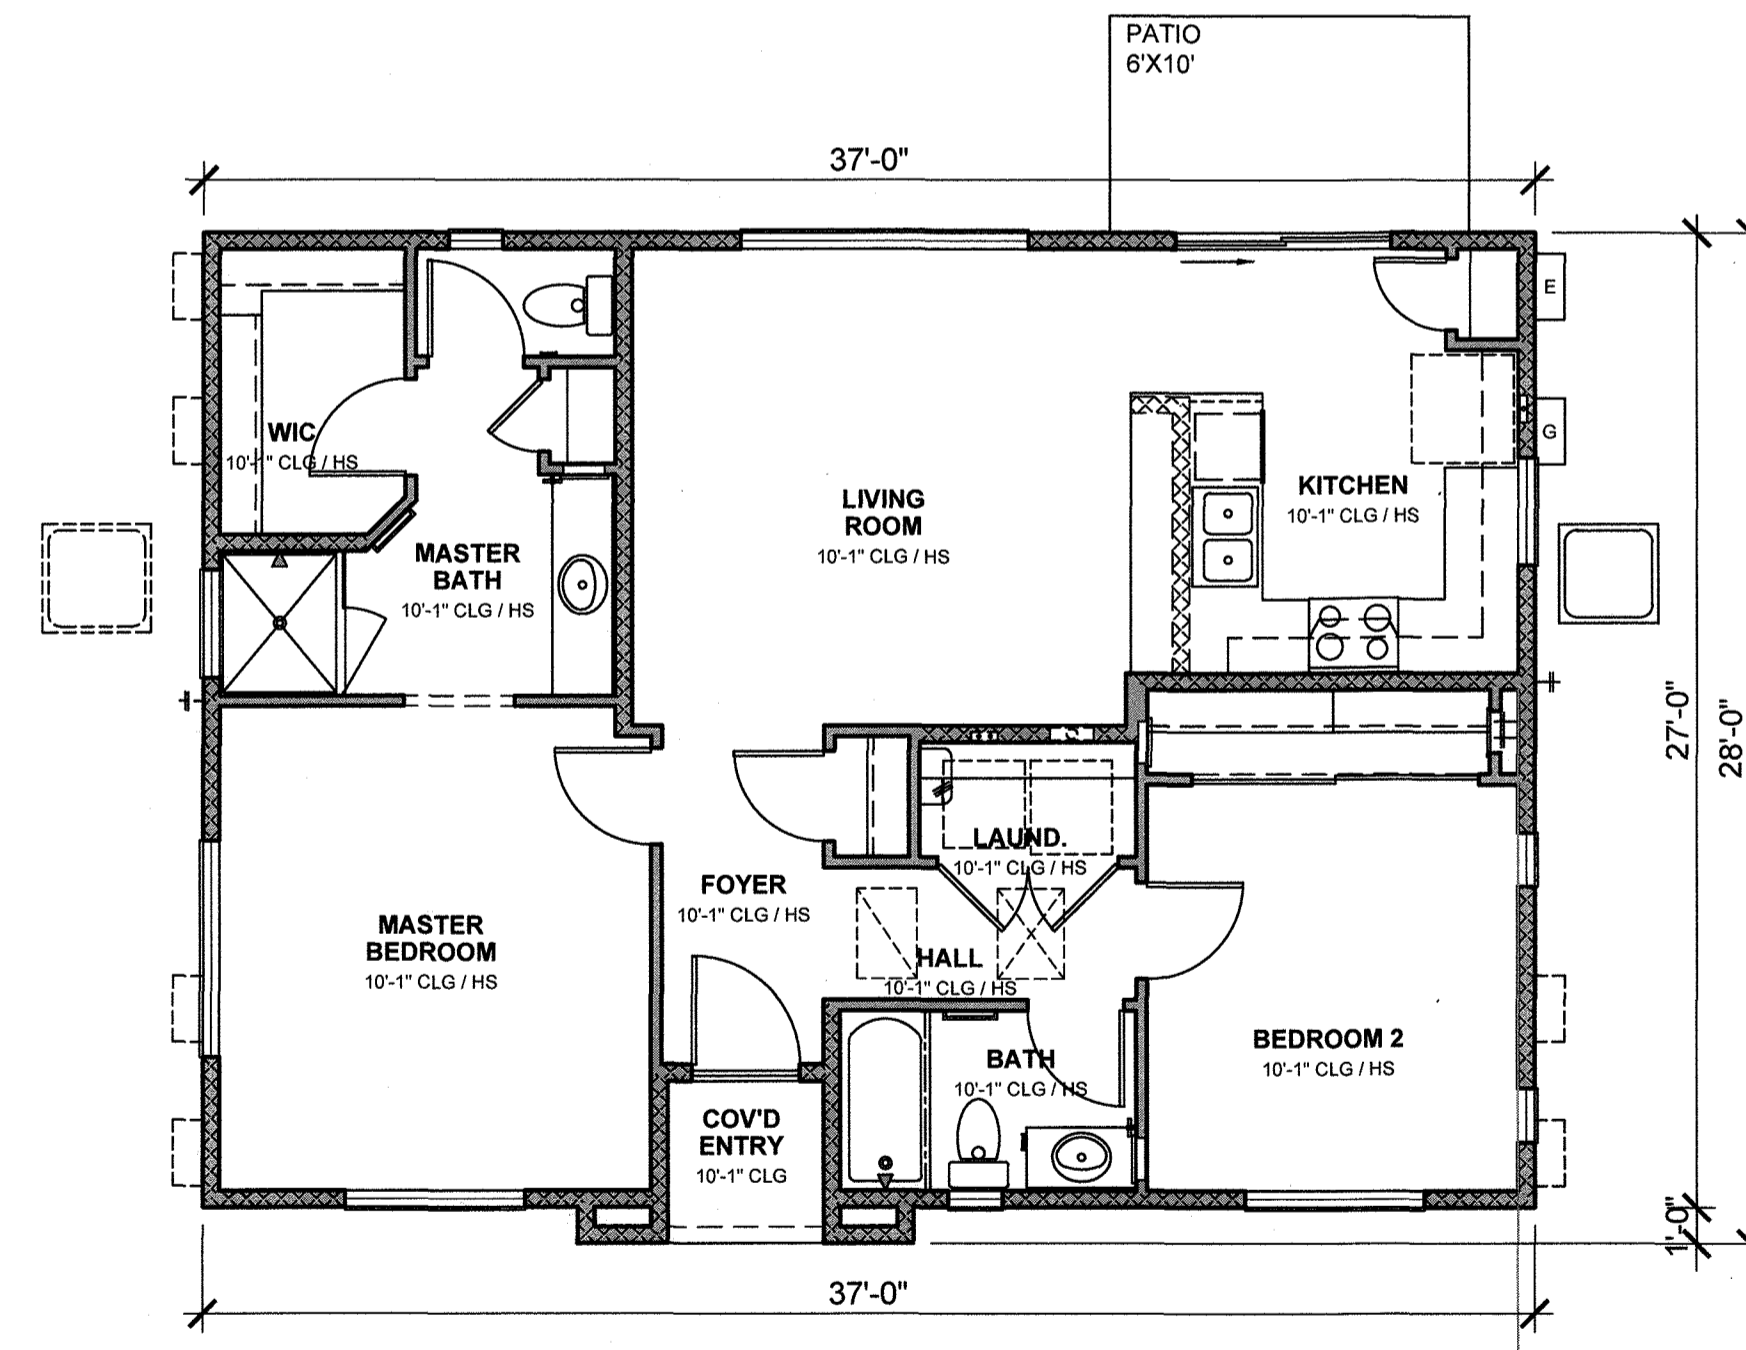 PATIO
6'X10'
37'-0"
E
G
WIC
10'-1" CLG / HS
MASTER
BATH
10'-1" CLG / HS
LIVING
ROOM
10'-1" CLG / HS
KITCHEN
10'-1" CLG / HS
27'-0"
28'-0"
LAUND.
10'-1" CLG / HS
FOYER
10'-1" CLG / HS
MASTER
BEDROOM
10'-1" CLG / HS
HALL
10'-1" CLG / HS
BATH
10'-1" CLG / HS
BEDROOM 2
10'-1" CLG / HS
COV'D
ENTRY
10'-1" CLG
1'-0"
37'-0"